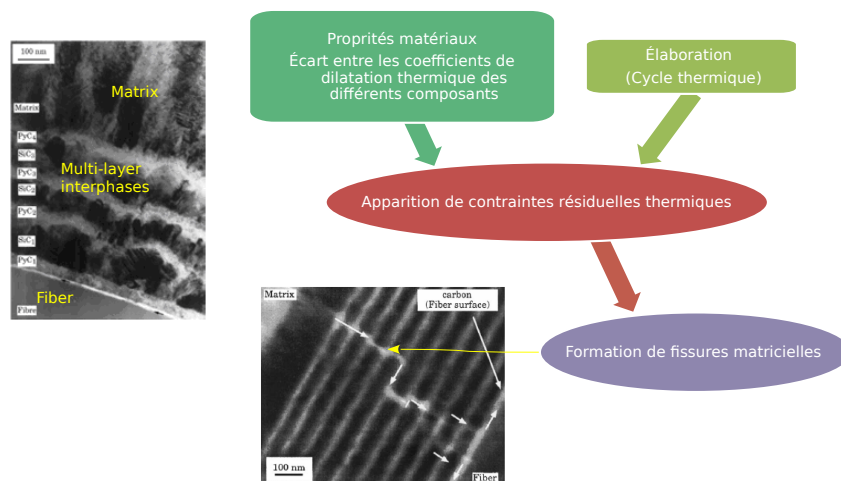 100 nm
Matrix
Matrix
PyC4
SiC3
PyC3
Multi-layer
interphases
SiC2
PyC2
SiC1
PyC1
Fiber
Fibre
Proprités matériaux
Écart entre les coefficients de
dilatation thermique des
différents composants
Élaboration
(Cycle thermique)
Apparition de contraintes résiduelles thermiques
Matrix
carbon
(Fiber surface)
Formation de fissures matricielles
100 nm
Fiber